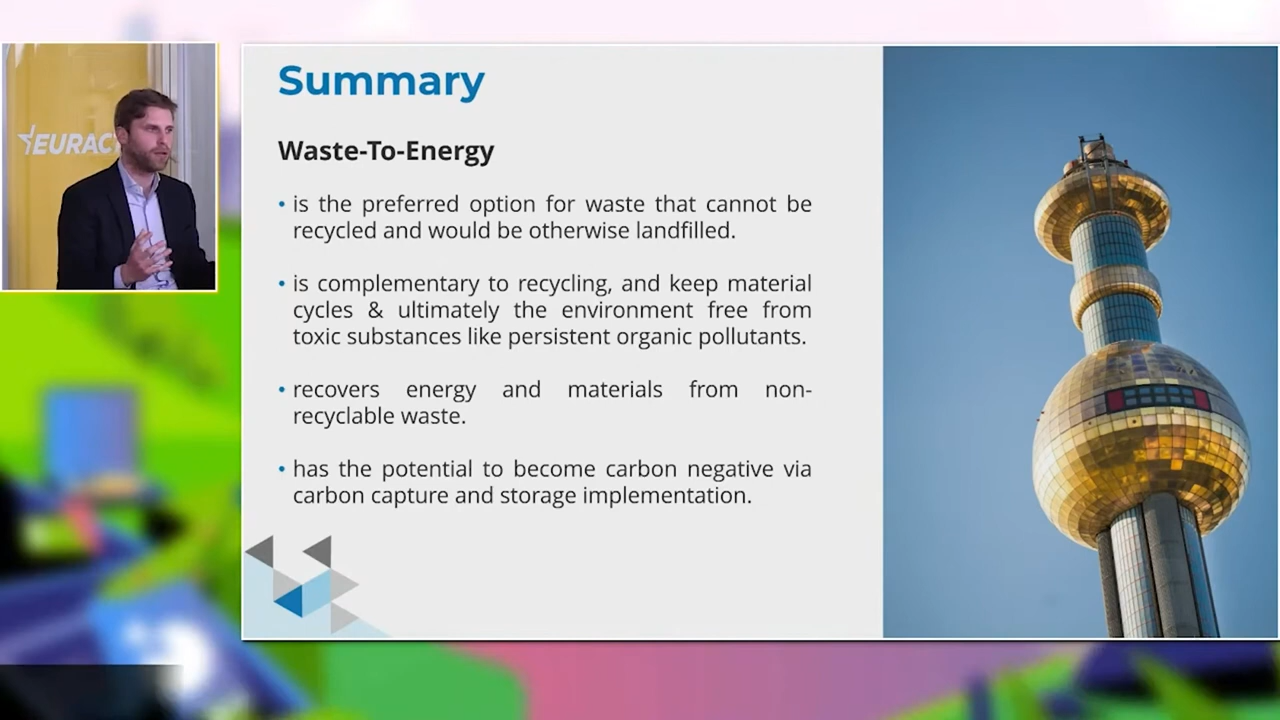 EURAC
Summary
Waste-To-Energy
• is the preferred option for waste that cannot be
recycled and would be otherwise landfilled.
• is complementary to recycling, and keep material
cycles & ultimately the environment free from
toxic substances like persistent organic pollutants.
• recovers energy and materials from non-
recyclable waste.
• has the potential to become carbon negative via
carbon capture and storage implementation.